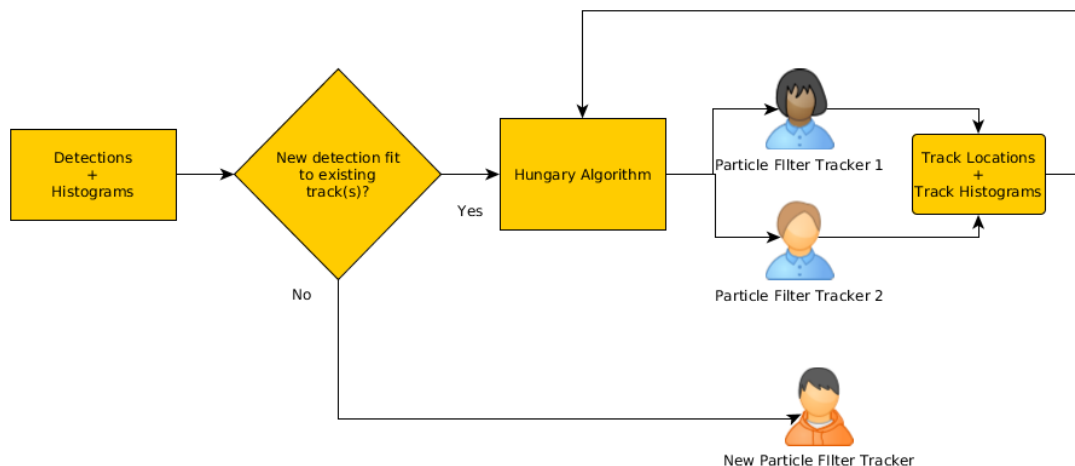 Detections
+
Histograms
New detection fit
to existing
track(s)?
Yes
No
Hungary Algorithm
Particle FIlter Tracker 1
Particle Filter Tracker 2
Track Locations
+
Track Histograms
New Particle FIlter Tracker